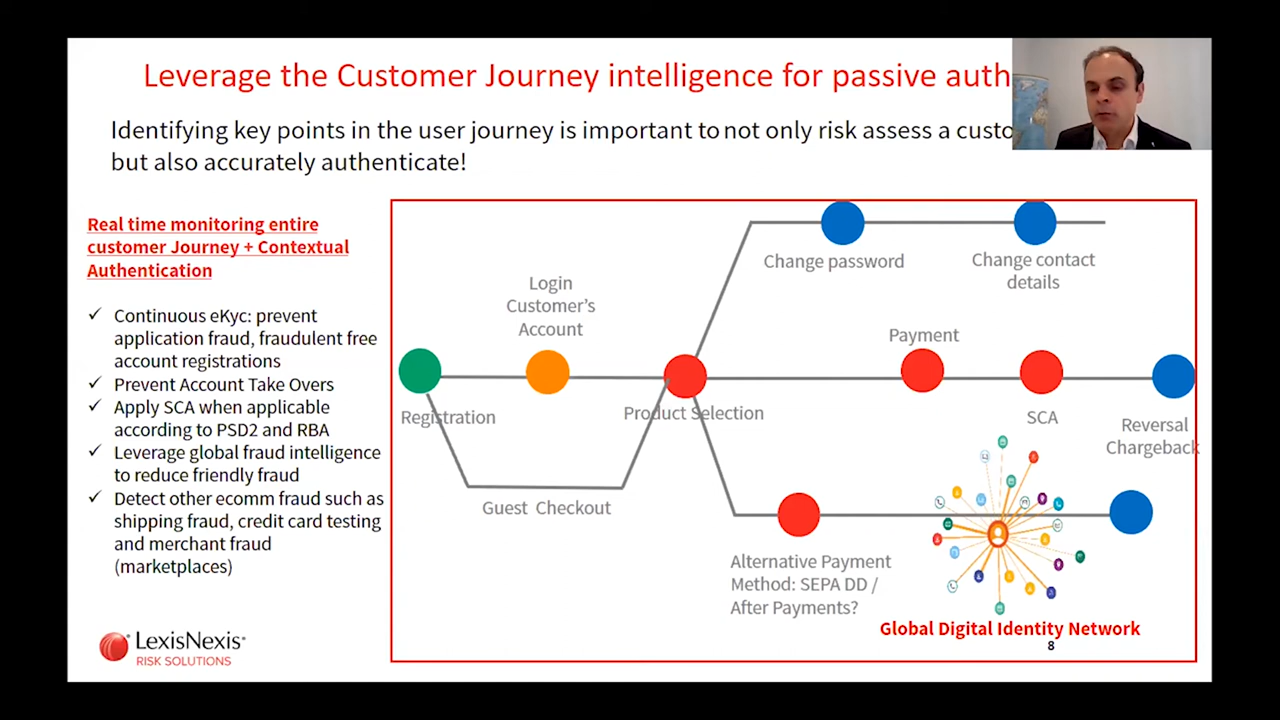 Leverage the Customer Journey intelligence for passive auth
Identifying key points in the user journey is important to not only risk assess a custo
but also accurately authenticate!
Real time monitoring entire
customer Journey + Contextual
Authentication
✓ Continuous eKyc: prevent
application fraud, fraudulent free
account registrations
✓ Prevent Account Take Overs
✓ Apply SCA when applicable
according to PSD2 and RBA
✓ Leverage global fraud intelligence
to reduce friendly fraud
✓ Detect other ecomm fraud such as
shipping fraud, credit card testing
and merchant fraud
(marketplaces)
Change password
Change contact
details
Login
Customer's
Account
Payment
Registration
Product Selection
SCA
Reversal
Chargeback
Guest Checkout
Alternative Payment
Method: SEPA DD /
After Payments?
Global Digital Identity Network
8
LexisNexis®
RISK SOLUTIONS